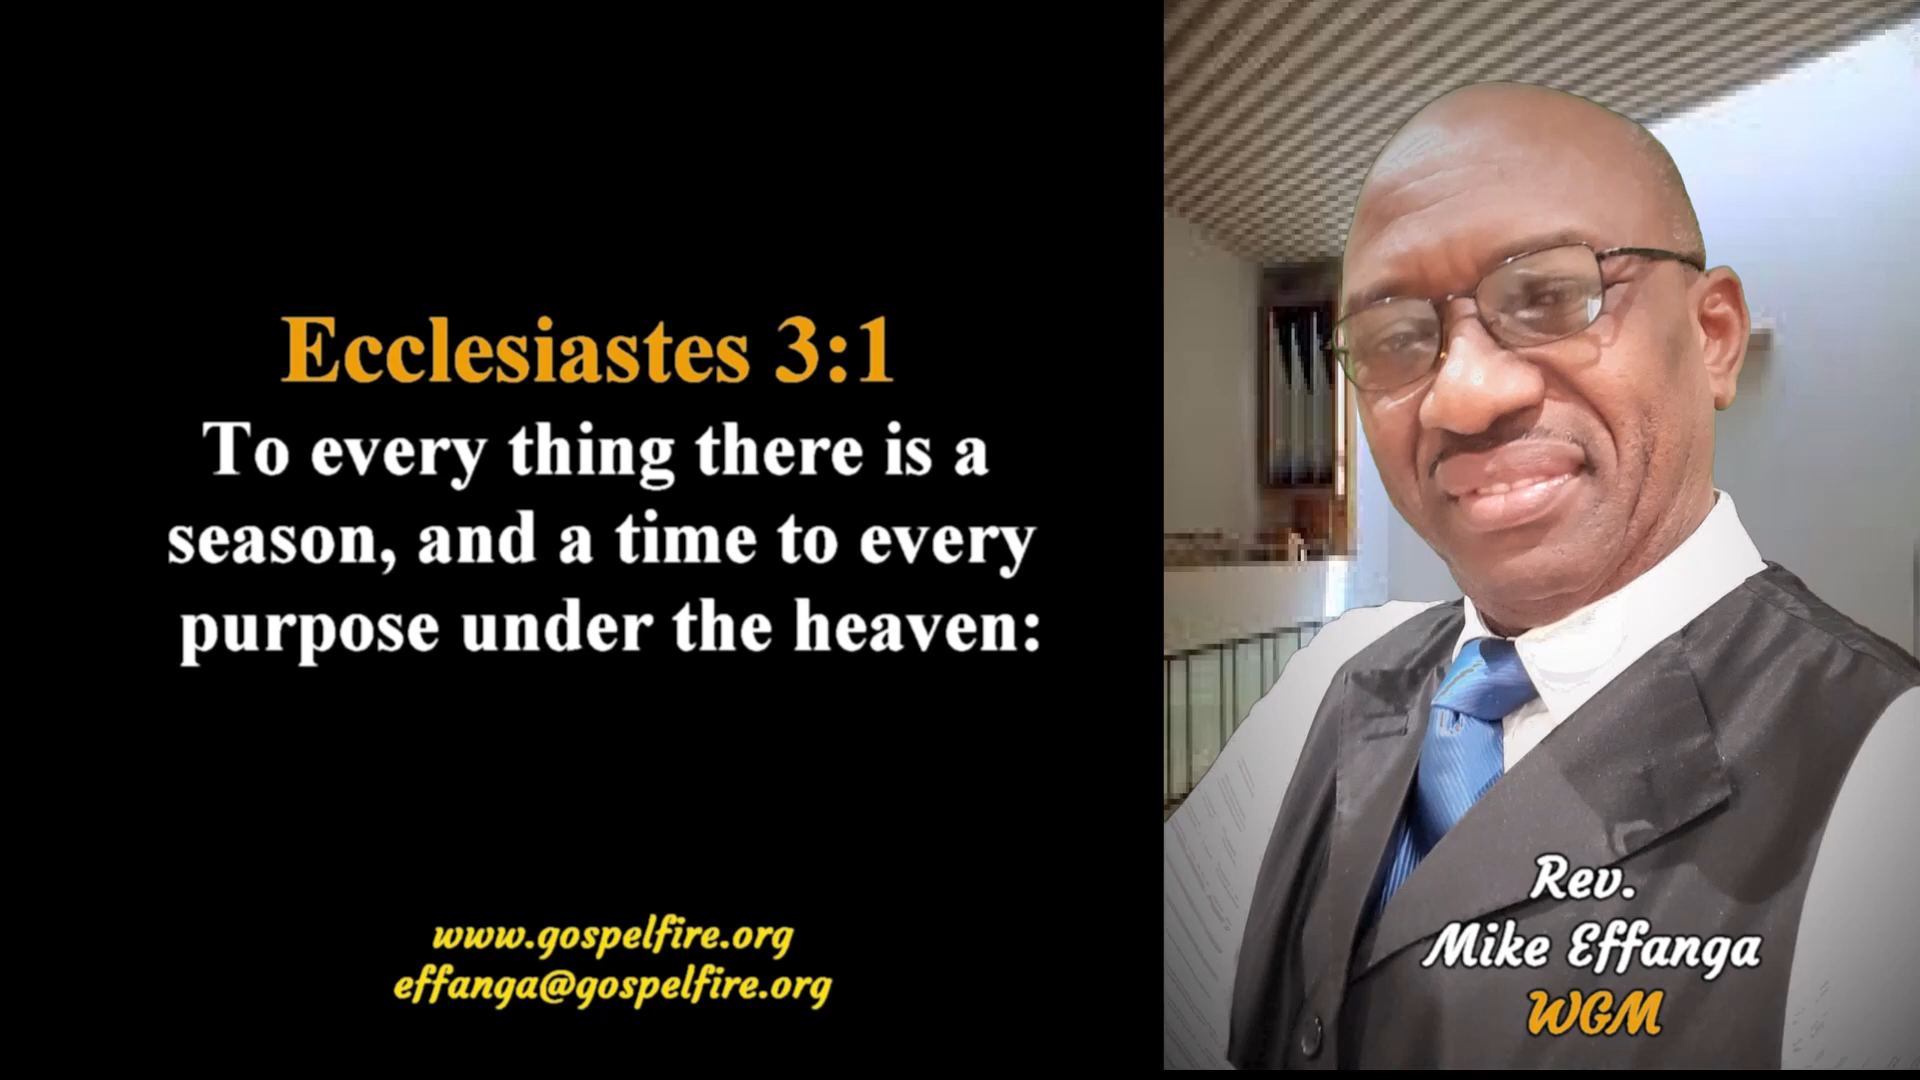 Ecclesiastes 3:1
To every thing there is a
season, and a time to every
purpose under the heaven:
www.gospelfire.org
effanga@gospelfire.org
Rev.
Mike Effanga
WGM